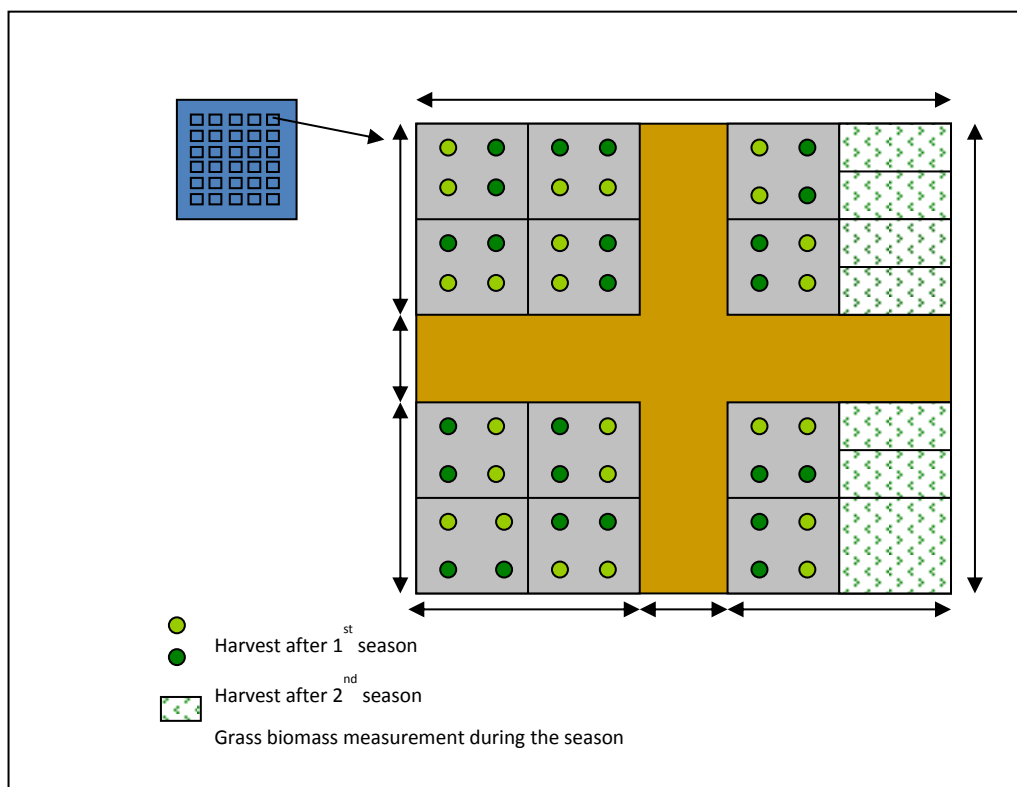 Harvest after 1st season
Harvest after 2nd season
Grass biomass measurement during the season